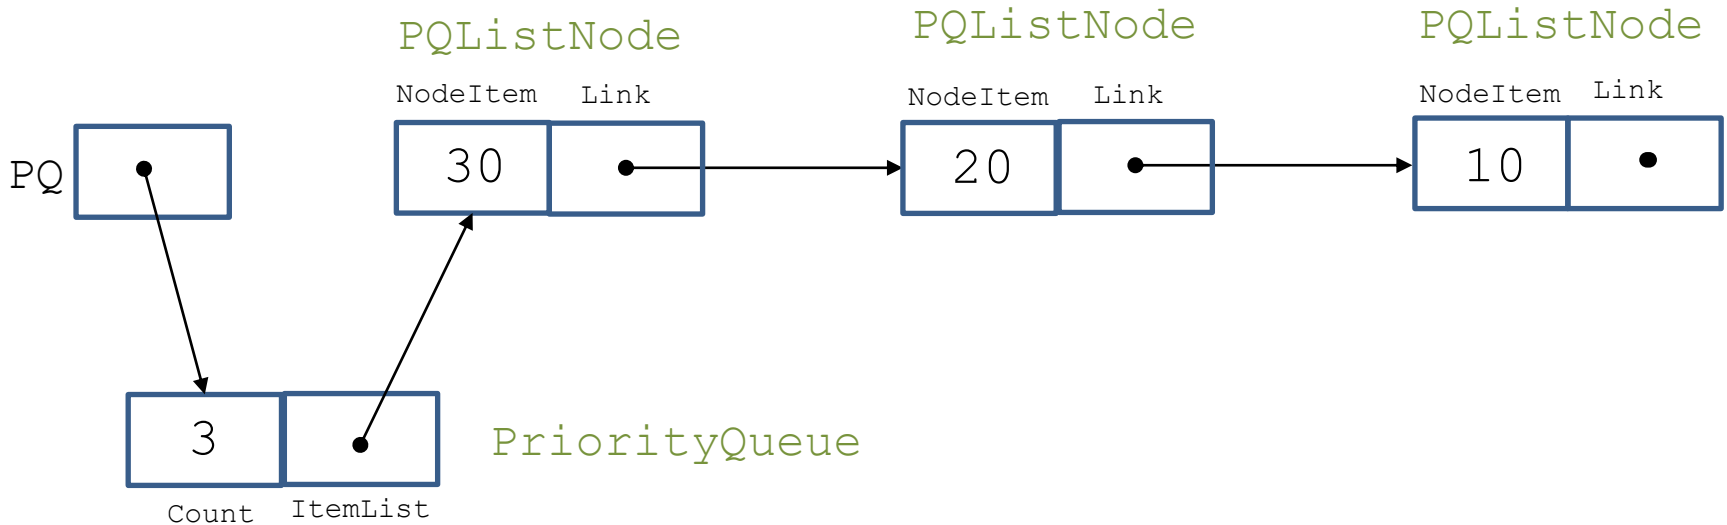 PQListNode PQListNode PQListNode
NodeItem Link NodeItem Link NodeItem Link
PQ 30 20 10
3 PriorityQueue
Count ItemList